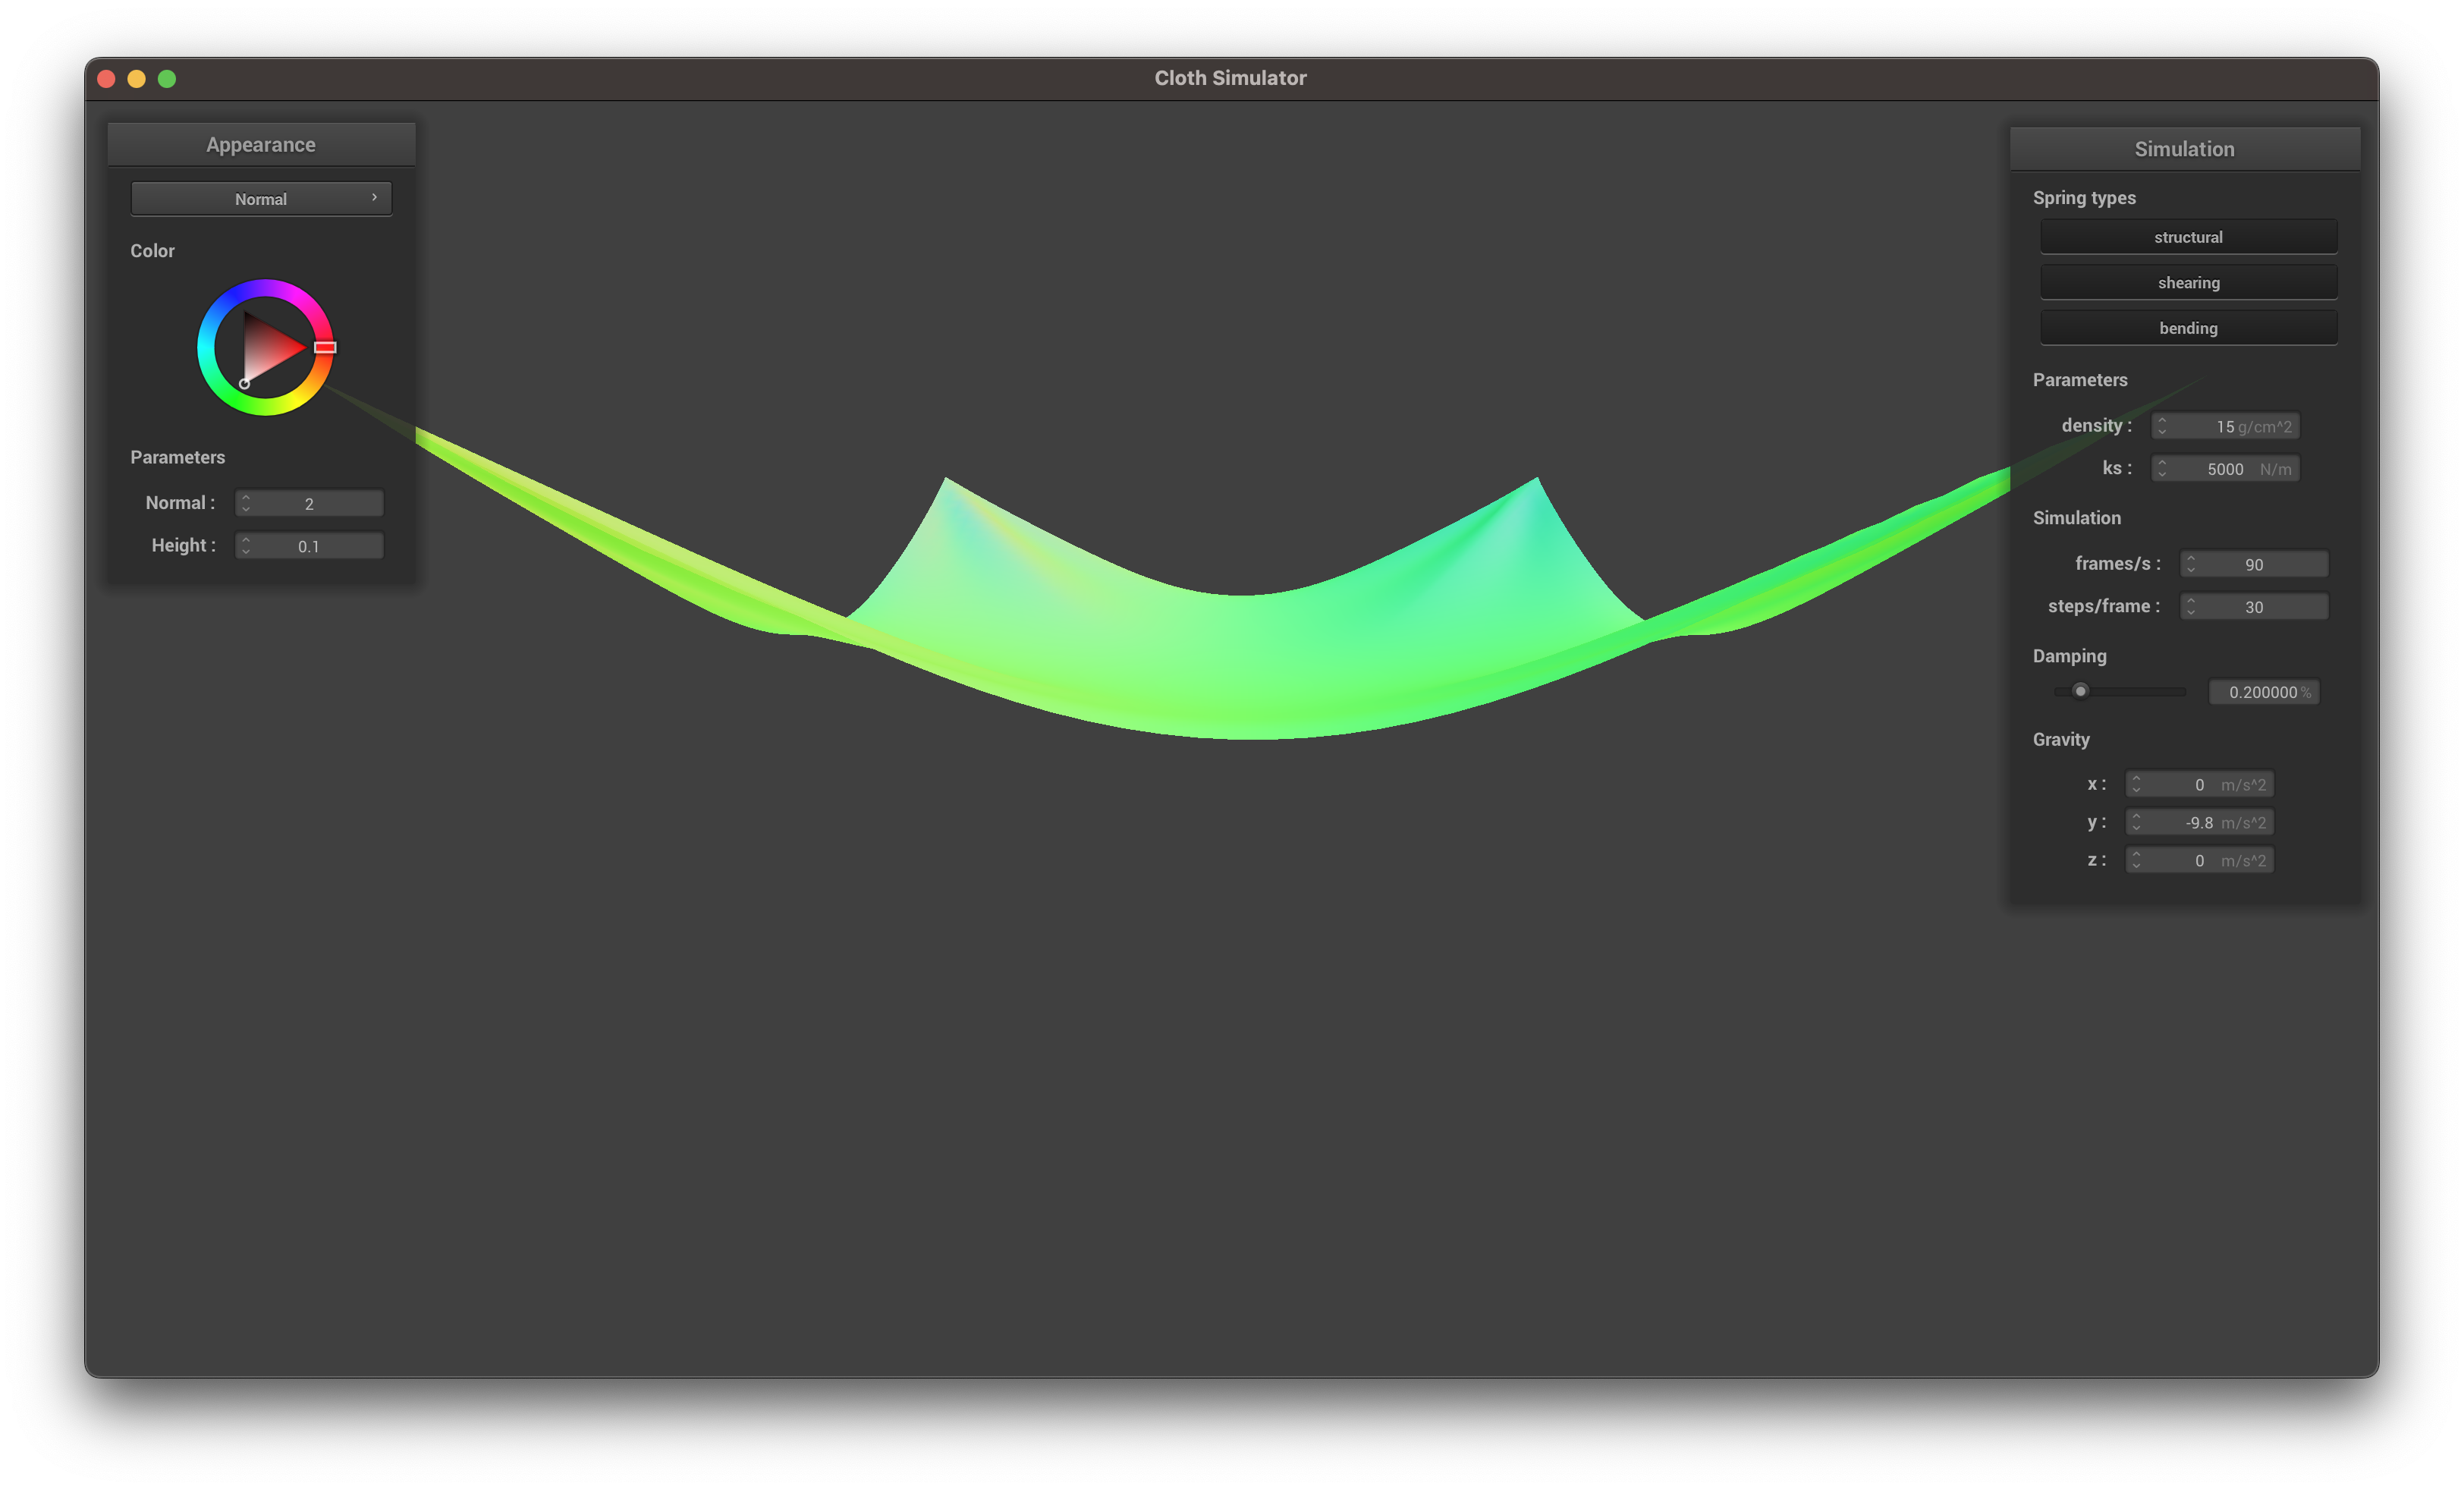 Cloth Simulator
Appearance
Normal
Color
Parameters
Normal : 2
Height : 0.1
Simulation
Spring types
structural
shearing
bending
Parameters
density : 15 g/cm^2
ks : 5000 N/m
Simulation
frames/s : 90
steps/frame : 30
Damping
0.200000 %
Gravity
x : 0 m/s^2
y : -9.8 m/s^2
z : 0 m/s^2